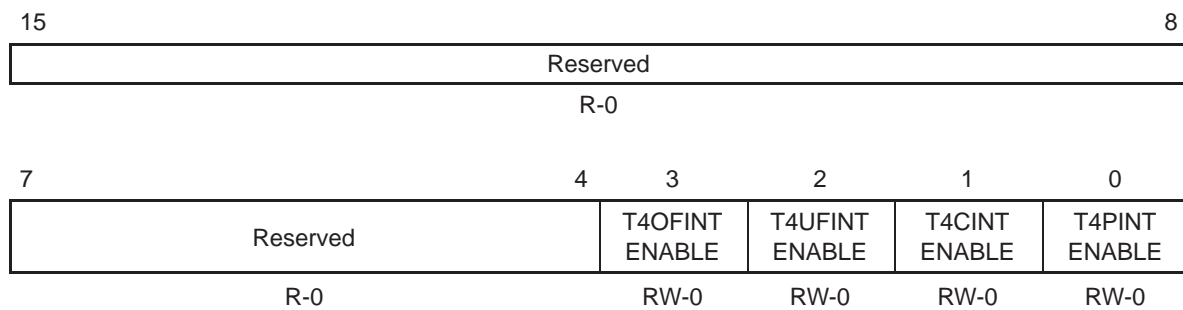 15 8
Reserved
R-0
7 4 3 2 1 0
Reserved T4OFINT ENABLE T4UFINT ENABLE T4CINT ENABLE T4PINT ENABLE
R-0 RW-0 RW-0 RW-0 RW-0